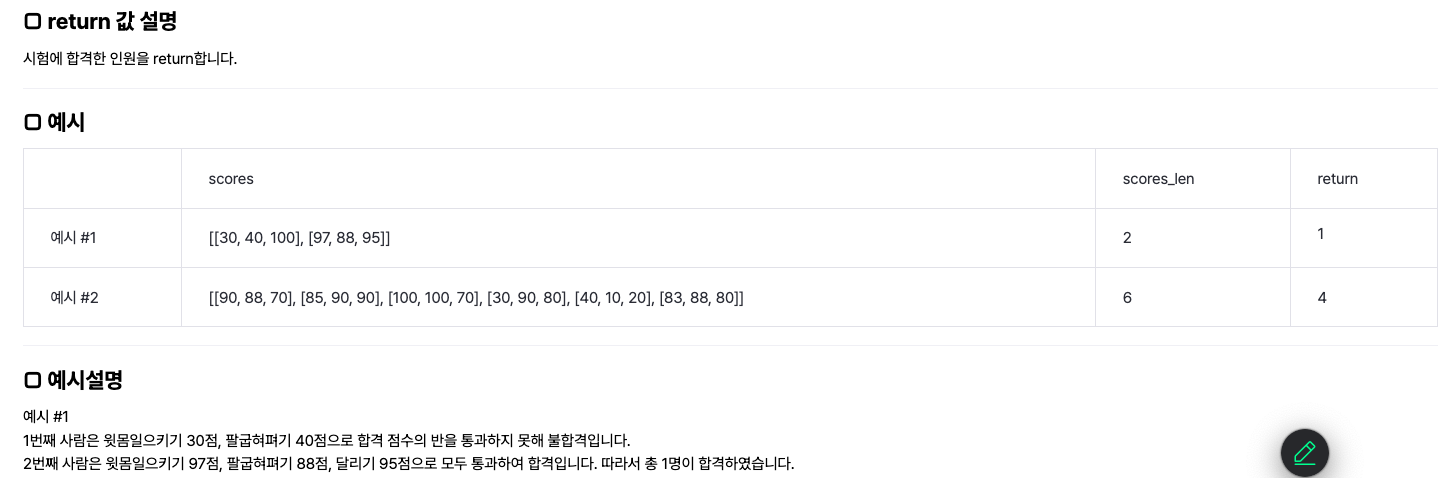 return 값 설명
시험에 합격한 인원을 return합니다.
예시
scores scores_len return
예시 #1 [[30, 40, 100], [97, 88, 95]] 2 1
예시 #2 [[90, 88, 70], [85, 90, 90], [100, 100, 70], [30, 90, 80], [40, 10, 20], [83, 88, 80]] 6 4
예시설명
예시 #1
1번째 사람은 윗몸일으키기 30점, 팔굽혀펴기 40점으로 합격 점수의 반을 통과하지 못해 불합격입니다.
2번째 사람은 윗몸일으키기 97점, 팔굽혀펴기 88점, 달리기 95점으로 모두 통과하여 합격입니다. 따라서 총 1명이 합격하였습니다.